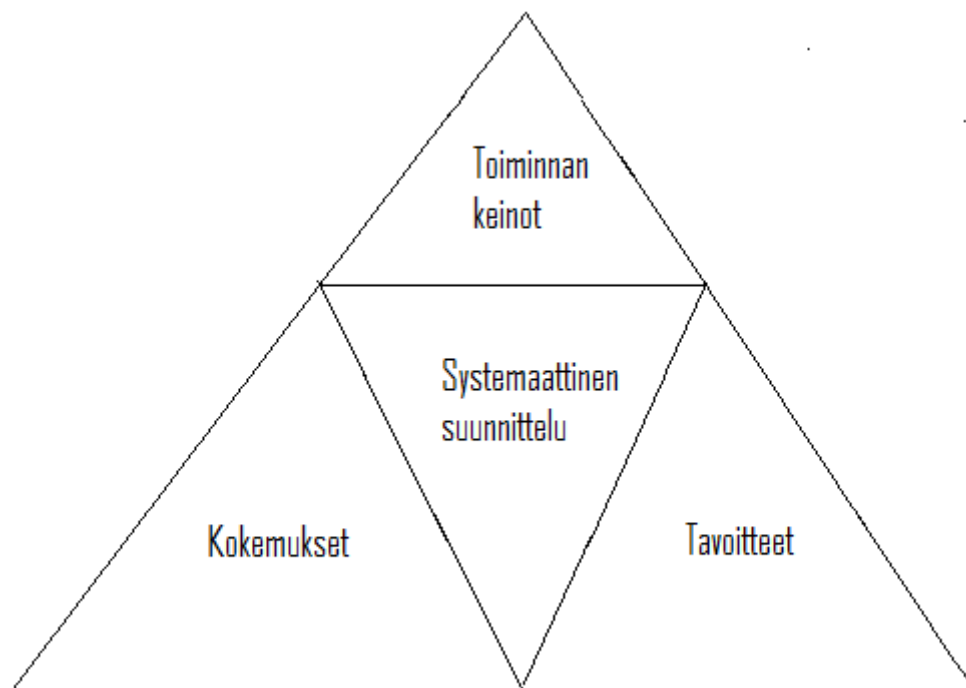 Toiminnan
keinot
Systemaattinen
suunnittelu
Kokemukset
Tavoitteet